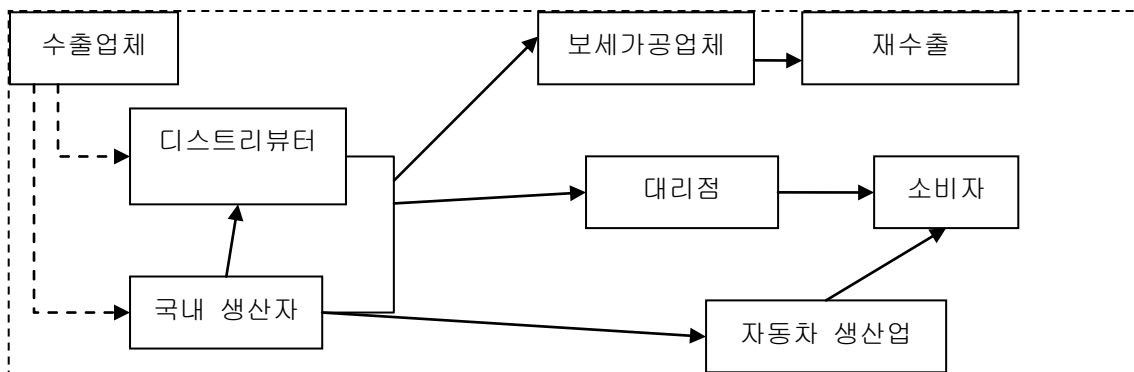 수출업체
보세가공업체
재수출
디스트리뷰터
대리점
소비자
국내 생산자
자동차 생산업